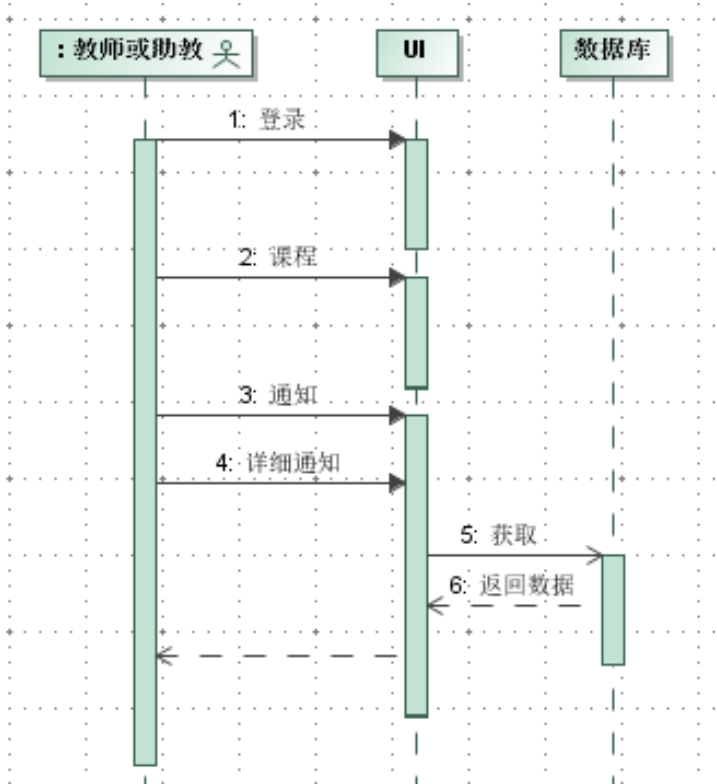 : 教师或助教
UI
数据库
1: 登录
2: 课程
3: 通知
4: 详细通知
5: 获取
6: 返回数据